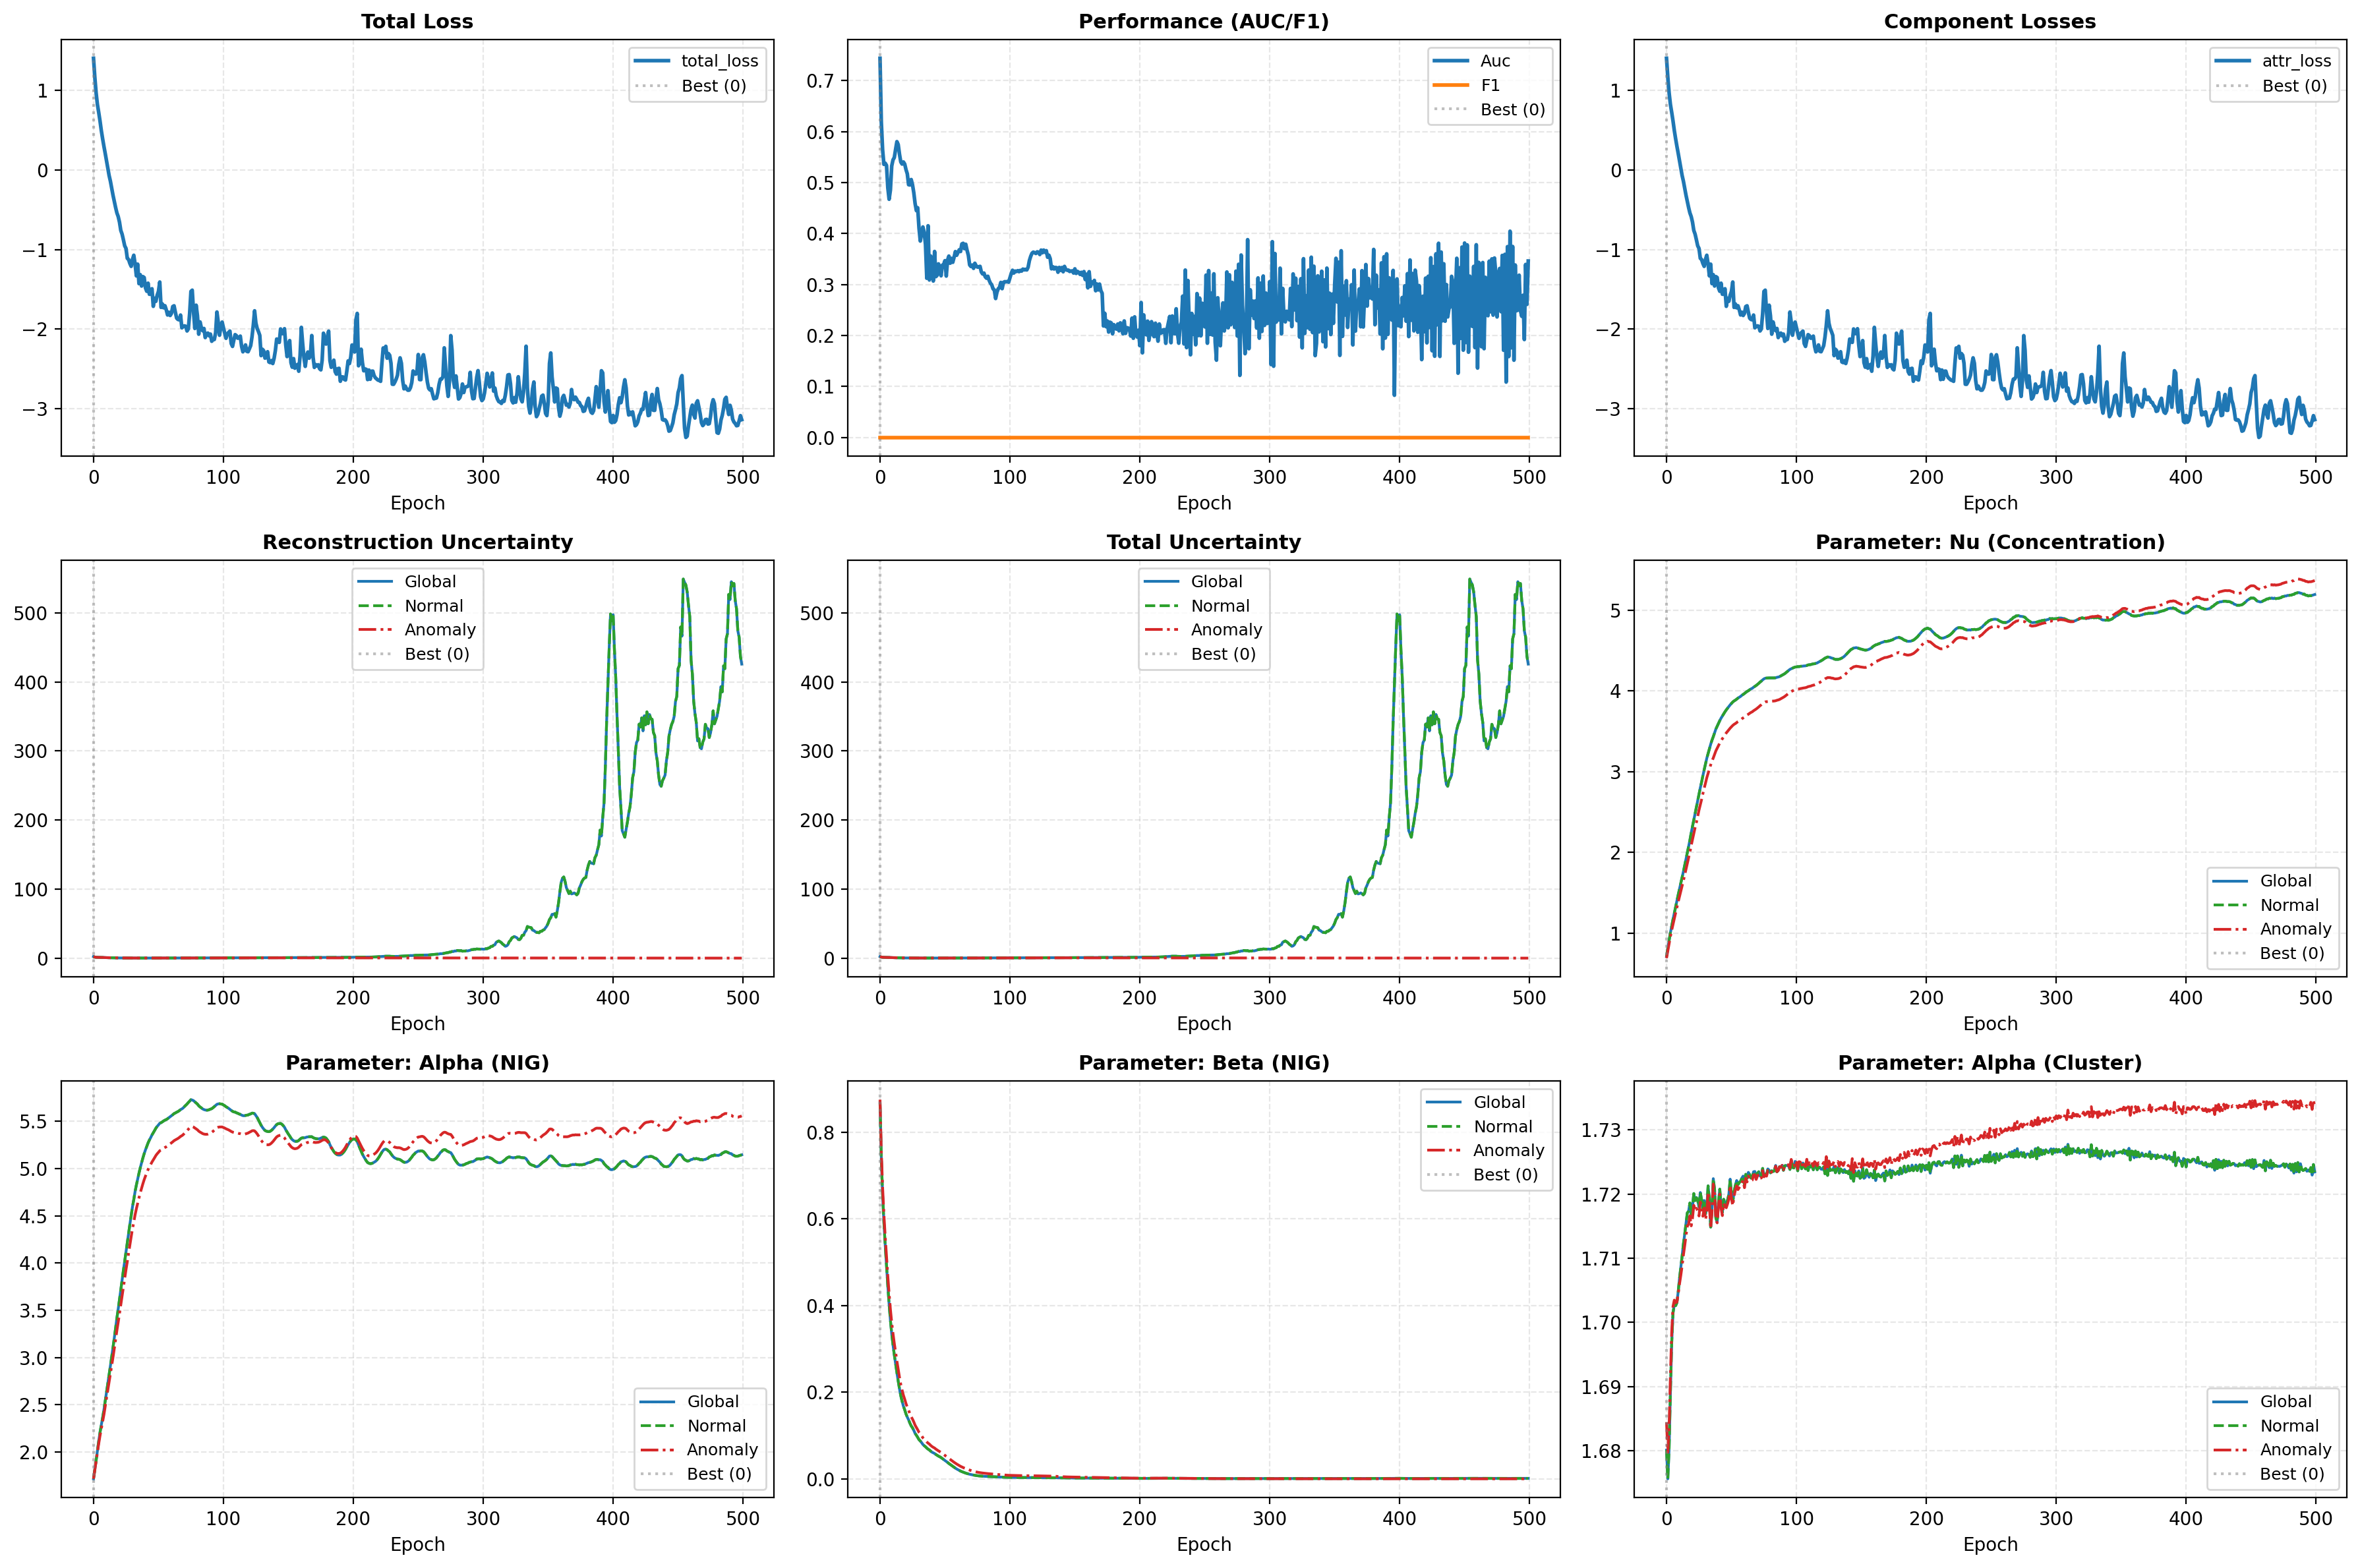 Total Loss
1
0
−1
−2
−3
total_loss
Best (0)
0 100 200 300 400 500
Epoch
Performance (AUC/F1)
0.7
0.6
0.5
0.4
0.3
0.2
0.1
0.0
Auc
F1
Best (0)
0 100 200 300 400 500
Epoch
Component Losses
1
0
−1
−2
−3
attr_loss
Best (0)
0 100 200 300 400 500
Epoch
Reconstruction Uncertainty
500
400
300
200
100
0
Global
Normal
Anomaly
Best (0)
0 100 200 300 400 500
Epoch
Total Uncertainty
500
400
300
200
100
0
Global
Normal
Anomaly
Best (0)
0 100 200 300 400 500
Epoch
Parameter: Nu (Concentration)
5
4
3
2
1
Global
Normal
Anomaly
Best (0)
0 100 200 300 400 500
Epoch
Parameter: Alpha (NIG)
5.5
5.0
4.5
4.0
3.5
3.0
2.5
2.0
Global
Normal
Anomaly
Best (0)
0 100 200 300 400 500
Epoch
Parameter: Beta (NIG)
0.8
0.6
0.4
0.2
0.0
Global
Normal
Anomaly
Best (0)
0 100 200 300 400 500
Epoch
Parameter: Alpha (Cluster)
1.73
1.72
1.71
1.70
1.69
1.68
Global
Normal
Anomaly
Best (0)
0 100 200 300 400 500
Epoch